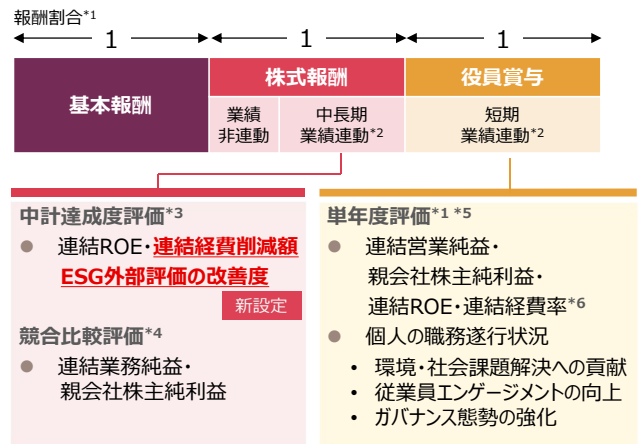 報酬割合*1
1 1 1
基本報酬
株式報酬
役員賞与
業績
非連動
中長期
業績連動*2
短期
業績連動*2
中計達成度評価*3
● 連結ROE・連結経費削減額
ESG外部評価の改善度
新設定
競合比較評価*4
● 連結業務純益・
親会社株主純利益
単年度評価*1 *5
● 連結営業純益・
親会社株主純利益・
連結ROE・連結経費率*6
● 個人の職務遂行状況
• 環境・社会課題解決への貢献
• 従業員エンゲージメントの向上
• ガバナンス態勢の強化